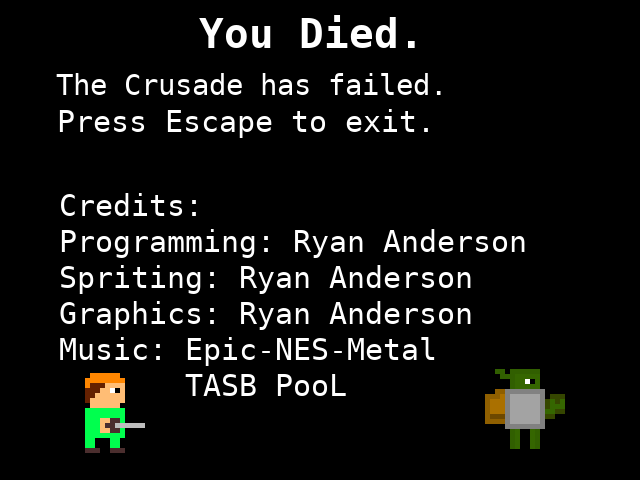 You Died.
The Crusade has failed.
Press Escape to exit.
Credits:
Programming: Ryan Anderson
Spriting: Ryan Anderson
Graphics: Ryan Anderson
Music: Epic-NES-Metal
TASB PooL